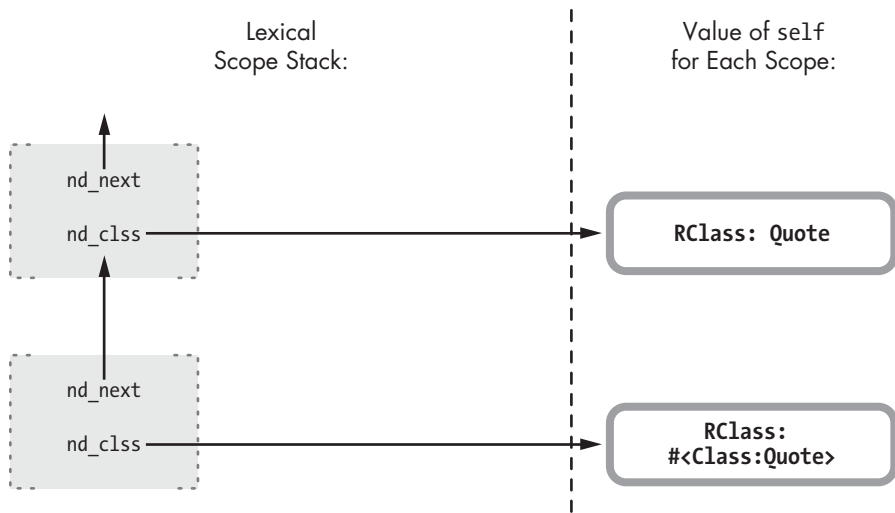 Lexical
Scope Stack:
Value of self
for Each Scope:
nd_next
nd_clss
RClass: Quote
nd_next
nd_clss
RClass:
#<Class:Quote>